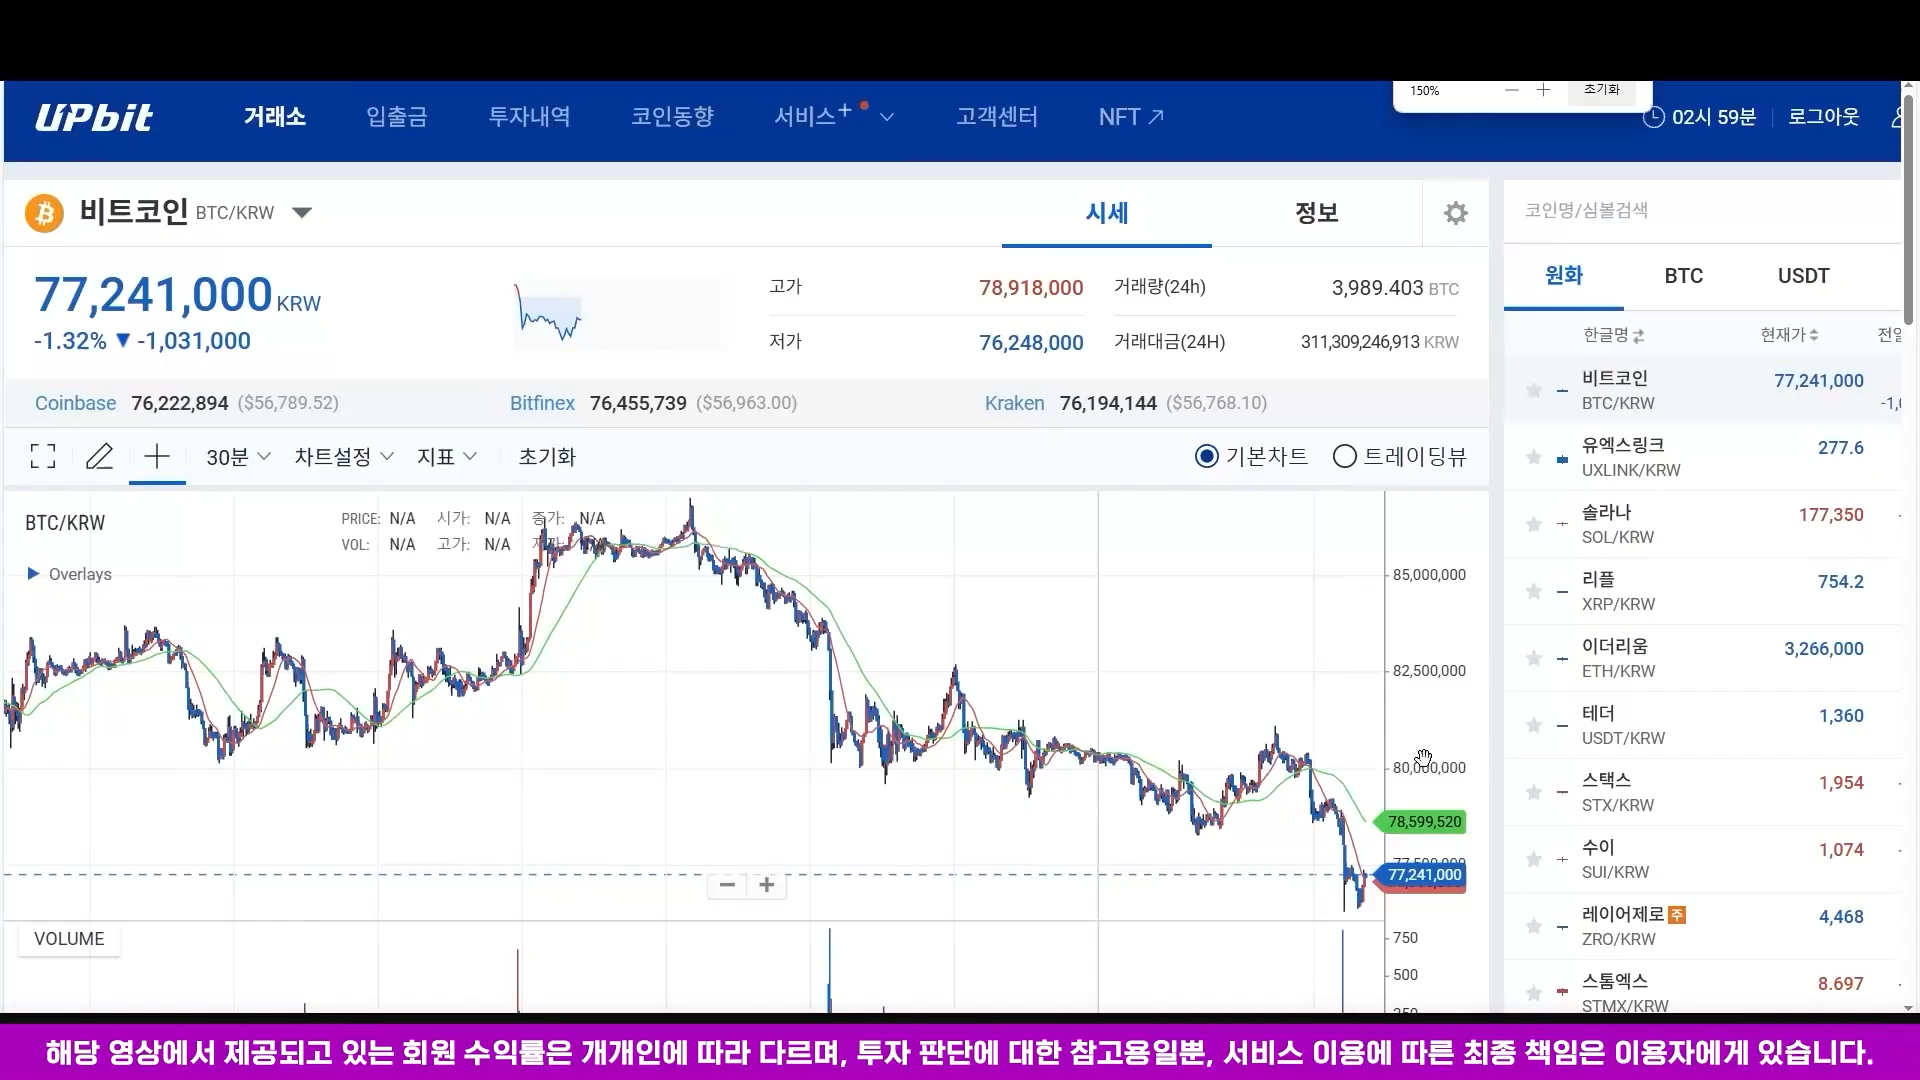 150% 초기화
UPbit 거래소 입출금 투자내역 코인동향 서비스+ 고객센터 NFT 02시 59분 로그아웃
비트코인 BTC/KRW 시세 정보
코인명/심볼검색
77,241,000 KRW
-1.32% ▼ -1,031,000
고가 78,918,000 거래량(24h) 3,989.403 BTC
저가 76,248,000 거래대금(24H) 311,309,246,913 KRW
Coinbase 76,222,894 ($56,789.52) Bitfinex 76,455,739 ($56,963.00) Kraken 76,194,144 ($56,768.10)
30분 차트설정 지표 초기화 기본차트 트레이딩뷰
BTC/KRW
PRICE: N/A 시가: N/A 종가: N/A
VOL: N/A 고가: N/A N/A
Overlays
85,000,000
82,500,000
80,000,000
78,599,520
77,500,000
77,241,000
VOLUME
750
500
250
원화 BTC USDT
한글명 현재가 전일
비트코인 77,241,000
BTC/KRW
유엑스링크 277.6
UXLINK/KRW
솔라나 177,350
SOL/KRW
리플 754.2
XRP/KRW
이더리움 3,266,000
ETH/KRW
테더 1,360
USDT/KRW
스택스 1,954
STX/KRW
수이 1,074
SUI/KRW
레이어제로 주 4,468
ZRO/KRW
스톰엑스 8.697
STMX/KRW
해당 영상에서 제공되고 있는 회원 수익률은 개개인에 따라 다르며, 투자 판단에 대한 참고용일뿐, 서비스 이용에 따른 최종 책임은 이용자에게 있습니다.